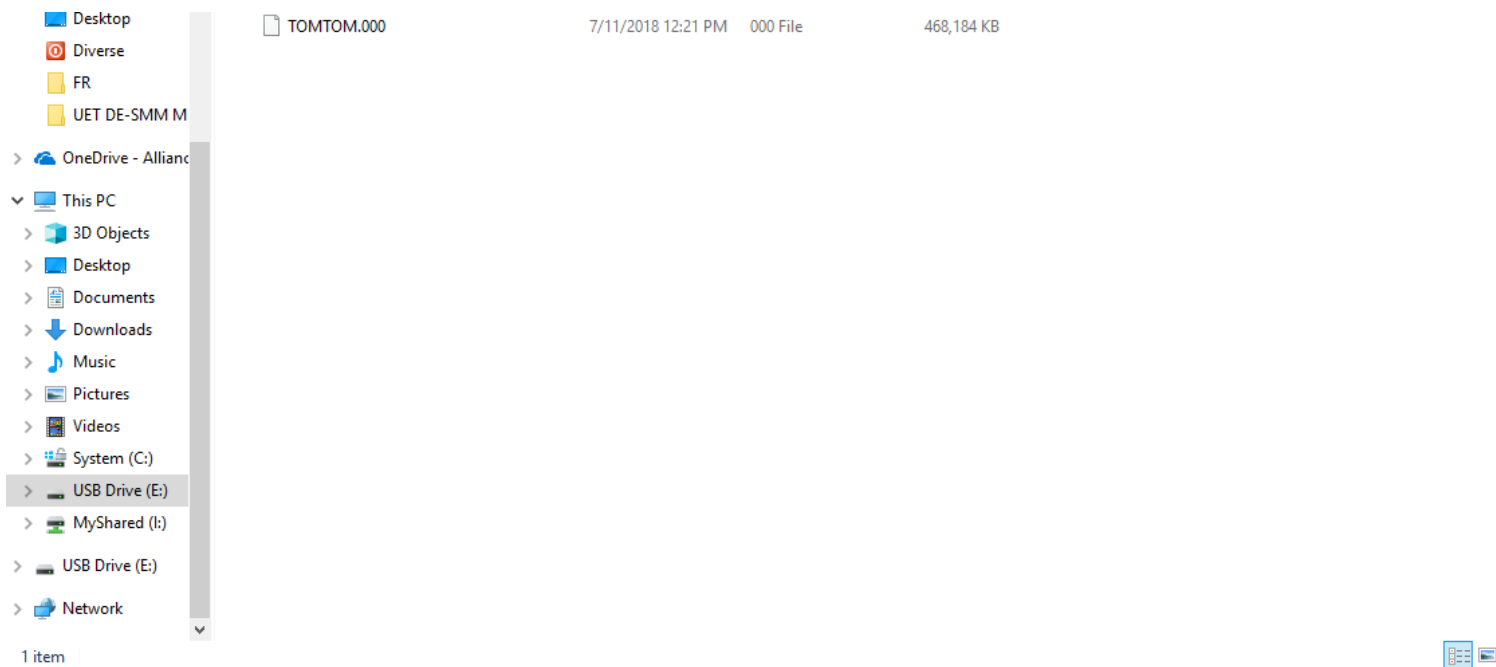 Desktop
TOMTOM.000 7/11/2018 12:21 PM 000 File 468,184 KB
Diverse
FR
UET DE-SMM M
OneDrive - Allianc
This PC
3D Objects
Desktop
Documents
Downloads
Music
Pictures
Videos
System (C:)
USB Drive (E:)
MyShared (I:)
USB Drive (E:)
Network
1 item